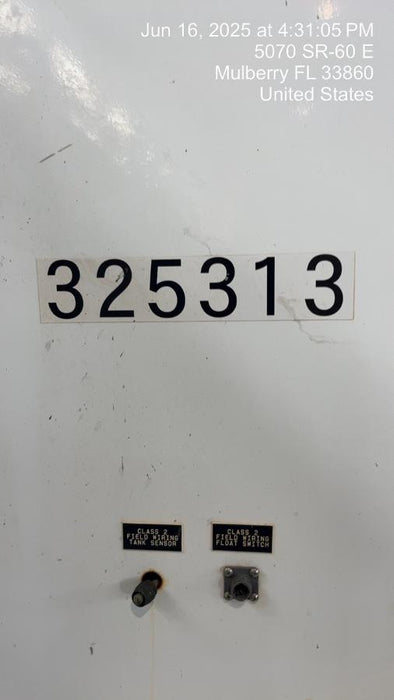 Jun 16, 2025 at 4:31:05 PM
5070 SR-60 E
Mulberry FL 33860
United States
325313
CLASS 2
FIELD WIRING
TANK SENSOR
CLASS 2
FIELD WIRING
FLOAT SWITCH